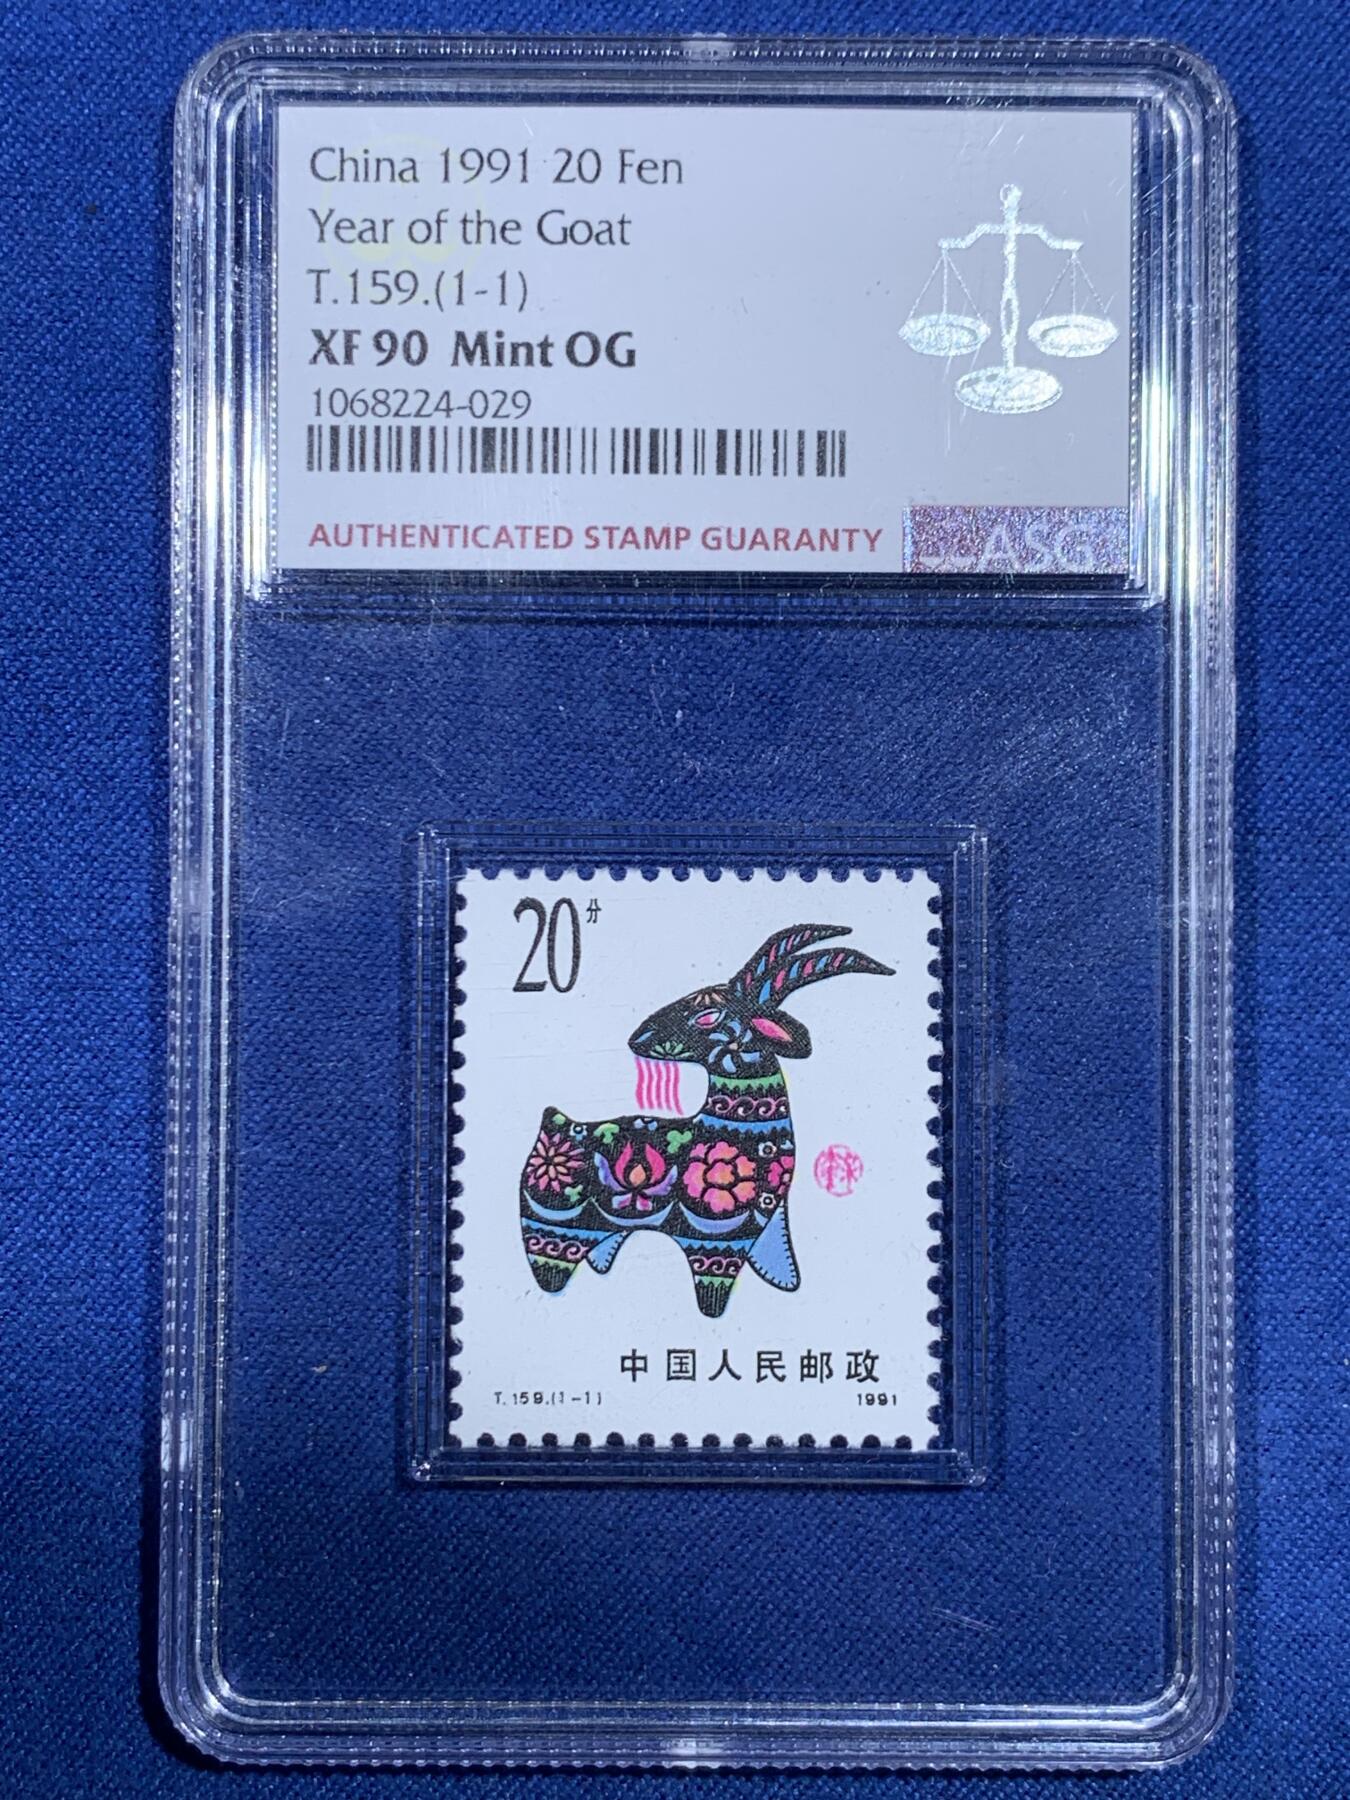 China 1991 20 Fen
Year of the Goat
T.159.(1-1)
XF 90 Mint OG
1068224-029
AUTHENTICATED STAMP GUARANTY
ASG
20分
中国人民邮政
T.159.(1-1) 1991